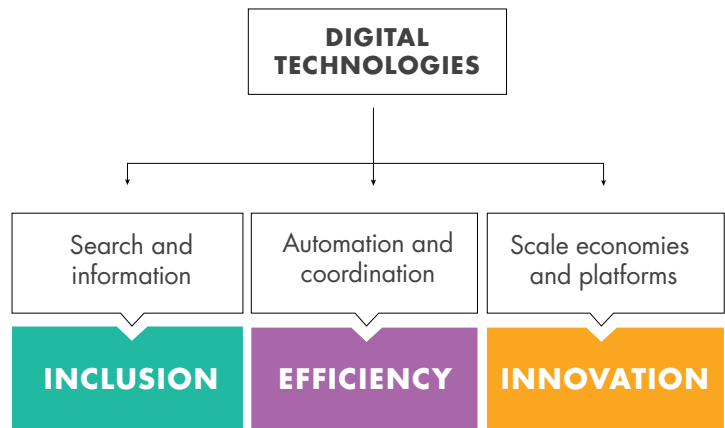 DIGITAL
TECHNOLOGIES
Search and
information
Automation and
coordination
Scale economies
and platforms
INCLUSION
EFFICIENCY
INNOVATION